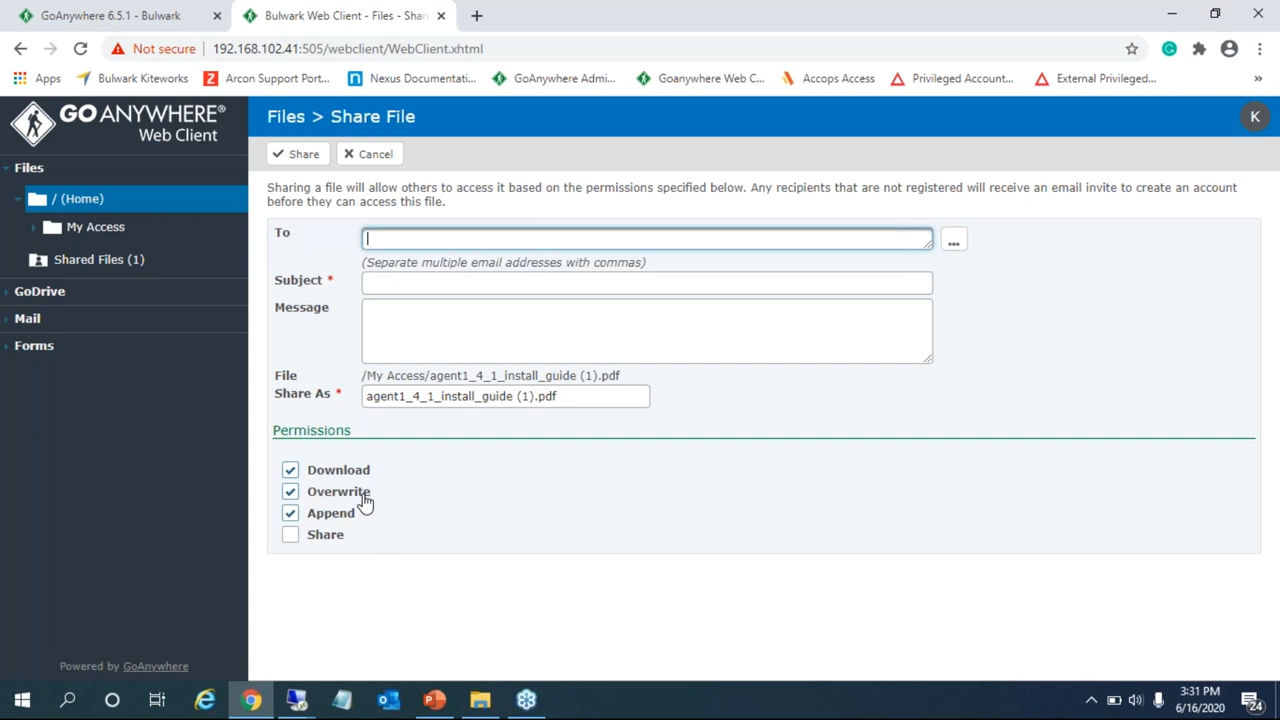 GoAnywhere 6.5.1 - Bulwark
Bulwark Web Client - Files - Shar
Not secure
192.168.102.41:505/webclient/WebClient.xhtml
Apps
Bulwark Kiteworks
Arcon Support Port...
Nexus Documentati...
GoAnywhere Admi...
Goanywhere Web C...
Accops Access
Privileged Account...
External Privileged...
»
GO ANYWHERE®
Web Client
Files
/ (Home)
My Access
Shared Files (1)
GoDrive
Mail
Forms
Powered by GoAnywhere
Files > Share File
K
Share
Cancel
Sharing a file will allow others to access it based on the permissions specified below. Any recipients that are not registered will receive an email invite to create an account
before they can access this file.
To
...
(Separate multiple email addresses with commas)
Subject *
Message
File
/My Access/agent1_4_1_install_guide (1).pdf
Share As *
agent1_4_1_install_guide (1).pdf
Permissions
Download
Overwrite
Append
Share
3:31 PM
6/16/2020
24